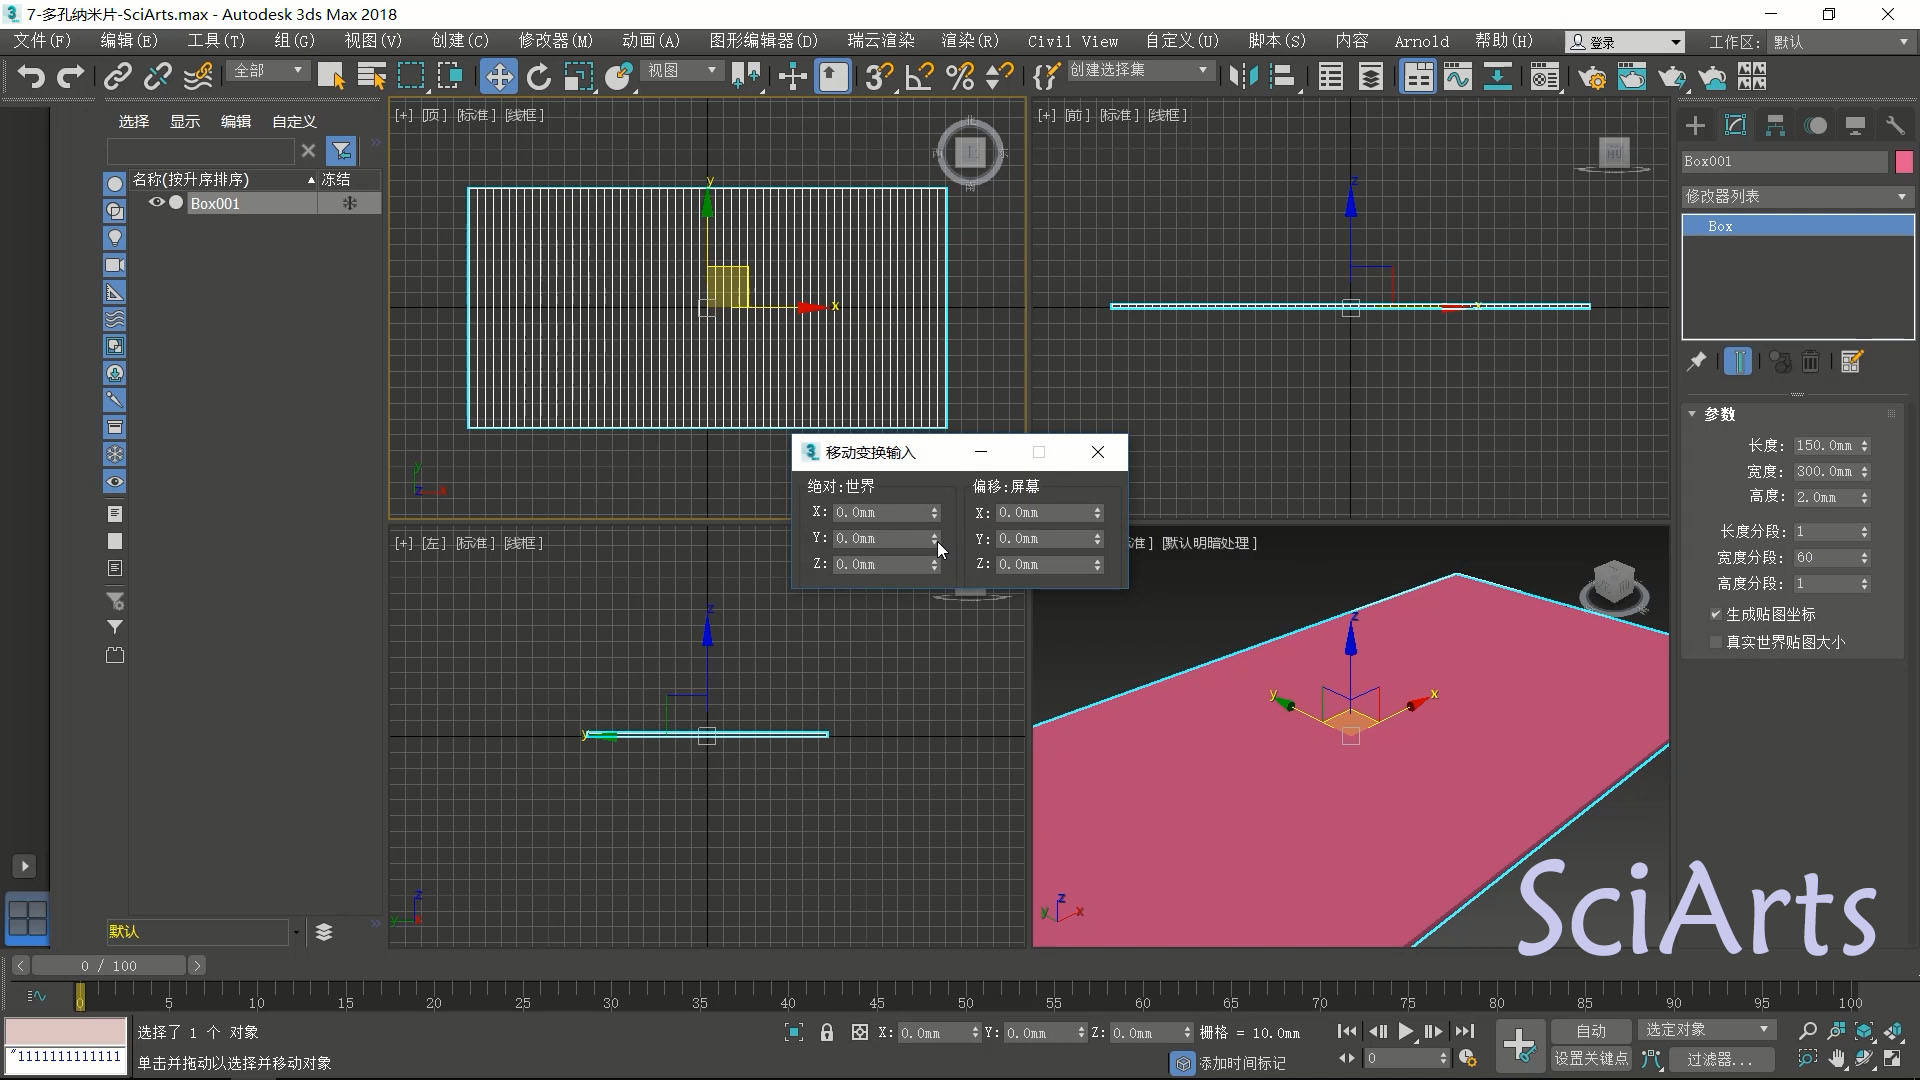 7-多孔纳米片-SciArts.max - Autodesk 3ds Max 2018
文件(F) 编辑(E) 工具(T) 组(G) 视图(V) 创建(C) 修改器(M) 动画(A) 图形编辑器(D) 瑞云渲染 渲染(R) Civil View 自定义(U) 脚本(S) 内容 Arnold 帮助(H) 登录 工作区: 默认
全部 视图 创建选择集
选择 显示 编辑 自定义
名称(按升序排序) 冻结
Box001
[+] [顶] [标准] [线框]
[+] [前] [标准] [线框]
[+] [左] [标准] [线框]
准] [默认明暗处理]
移动变换输入
绝对:世界 偏移:屏幕
X: 0.0mm X: 0.0mm
Y: 0.0mm Y: 0.0mm
Z: 0.0mm Z: 0.0mm
Box001
修改器列表
Box
参数
长度: 150.0mm
宽度: 300.0mm
高度: 2.0mm
长度分段: 1
宽度分段: 60
高度分段: 1
生成贴图坐标
真实世界贴图大小
SciArts
默认
0 / 100
0 5 10 15 20 25 30 35 40 45 50 55 60 65 70 75 80 85 90 95 100
选择了 1 个 对象
"1111111111111
单击并拖动以选择并移动对象
X: 0.0mm Y: 0.0mm Z: 0.0mm 栅格 = 10.0mm
添加时间标记
0
自动 选定对象
设置关键点 过滤器...